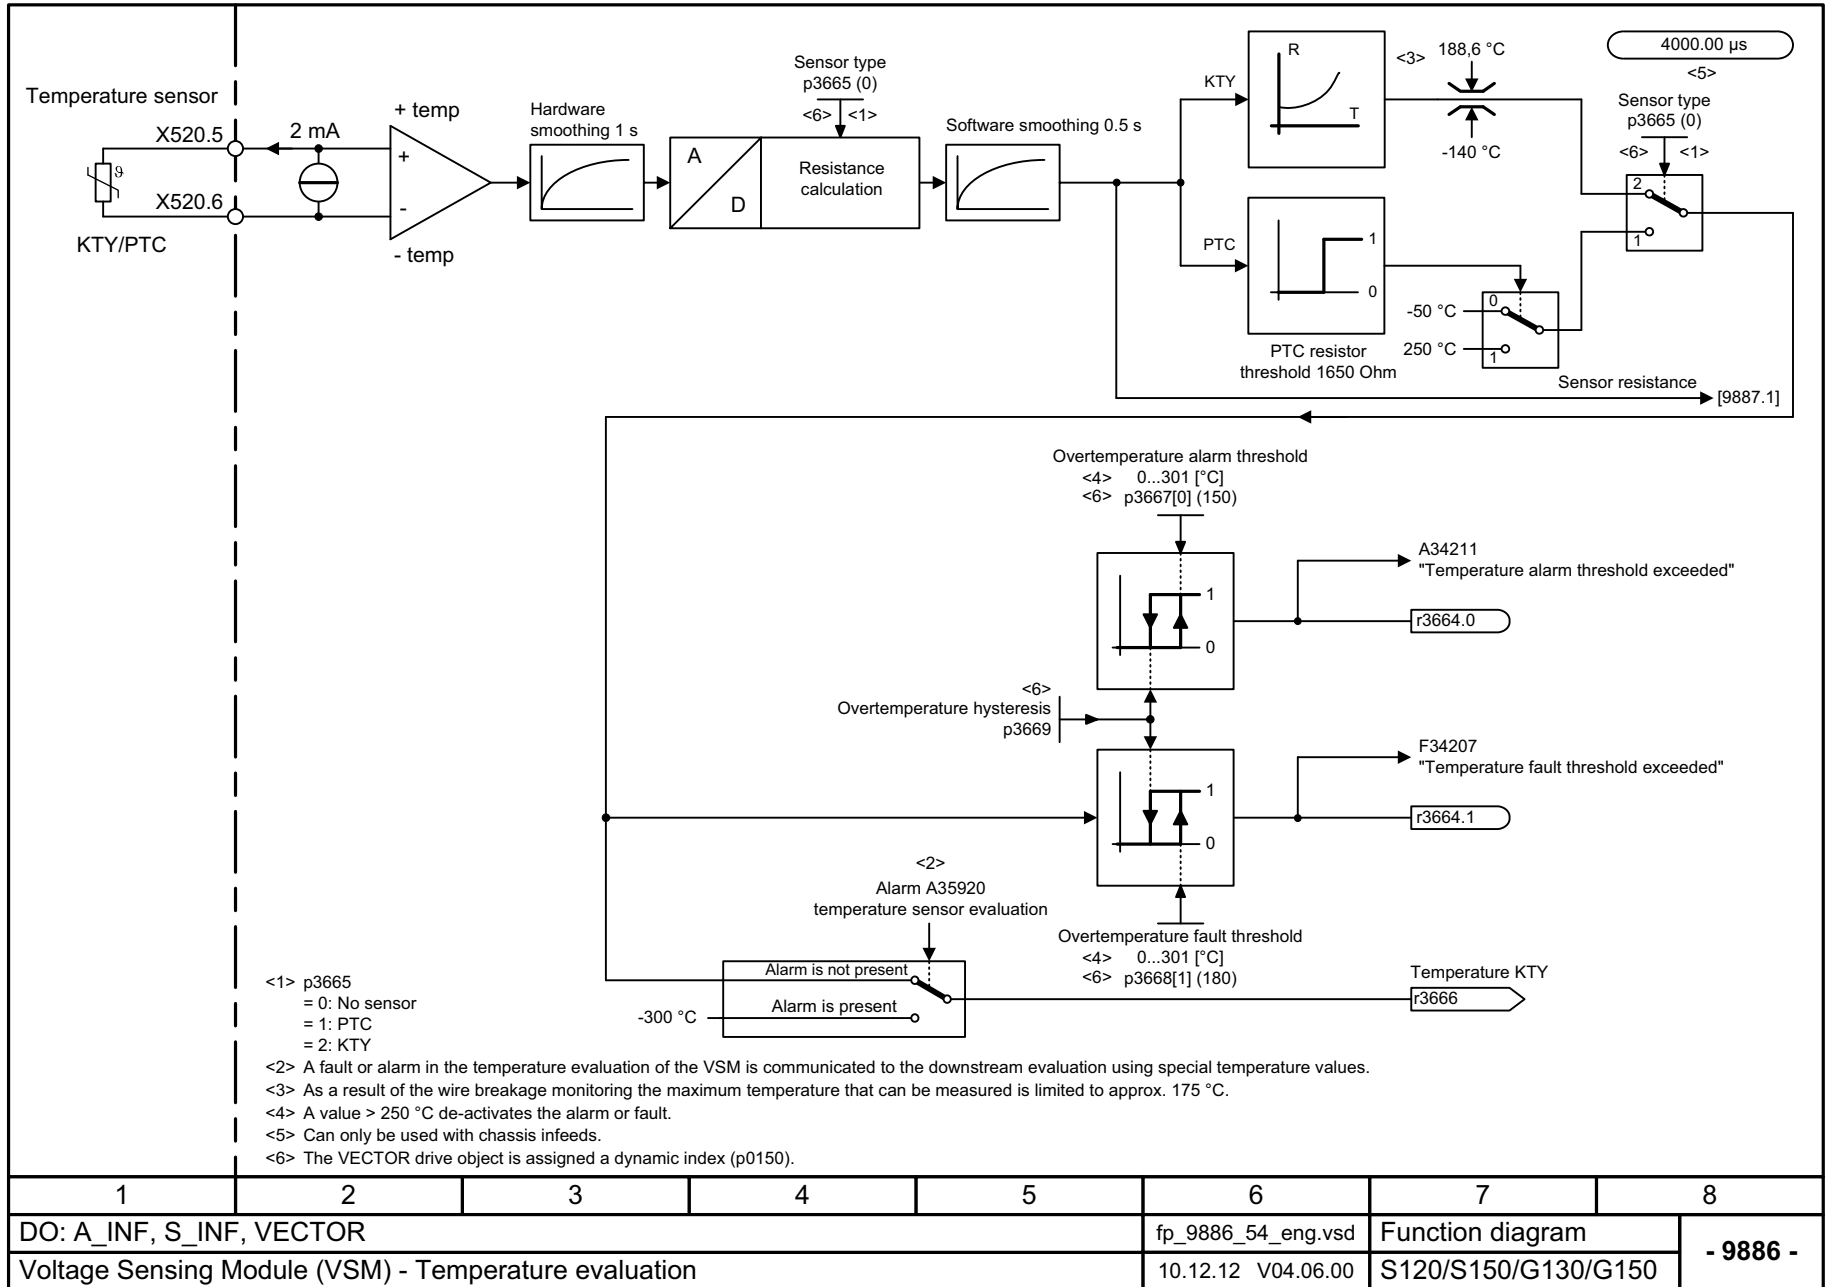 Temperature sensor
X520.5
X520.6
ϑ
KTY/PTC
2 mA
+ temp
+
-
- temp
Hardware
smoothing 1 s
Sensor type
p3665 (0)
<6> <1>
A
D
Resistance
calculation
Software smoothing 0.5 s
KTY
R
T
<3>
188,6 °C
-140 °C
4000.00 µs
<5>
Sensor type
p3665 (0)
<6> <1>
2
1
PTC
1
0
PTC resistor
threshold 1650 Ohm
-50 °C
0
250 °C
1
Sensor resistance
[9887.1]
Overtemperature alarm threshold
<4> 0...301 [°C]
<6> p3667[0] (150)
1
0
A34211
"Temperature alarm threshold exceeded"
r3664.0
<6>
Overtemperature hysteresis
p3669
1
0
F34207
"Temperature fault threshold exceeded"
r3664.1
Overtemperature fault threshold
<4> 0...301 [°C]
<6> p3668[1] (180)
<2>
Alarm A35920
temperature sensor evaluation
Alarm is not present
Alarm is present
-300 °C
Temperature KTY
r3666
<1> p3665
= 0: No sensor
= 1: PTC
= 2: KTY
<2> A fault or alarm in the temperature evaluation of the VSM is communicated to the downstream evaluation using special temperature values.
<3> As a result of the wire breakage monitoring the maximum temperature that can be measured is limited to approx. 175 °C.
<4> A value > 250 °C de-activates the alarm or fault.
<5> Can only be used with chassis infeeds.
<6> The VECTOR drive object is assigned a dynamic index (p0150).
1 2 3 4 5 6 7 8
DO: A_INF, S_INF, VECTOR
fp_9886_54_eng.vsd
Function diagram
- 9886 -
Voltage Sensing Module (VSM) - Temperature evaluation
10.12.12 V04.06.00
S120/S150/G130/G150